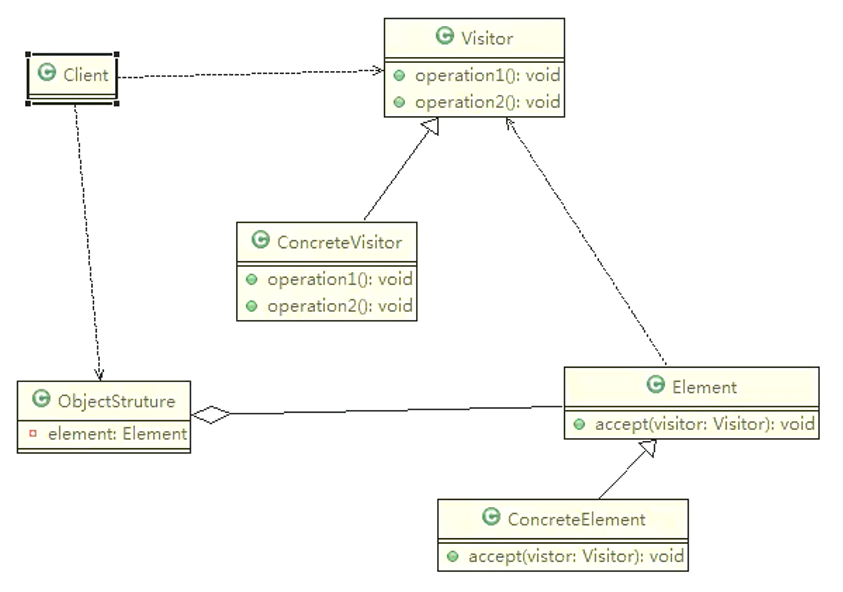 Client
Visitor
operation1(): void
operation2(): void
ConcreteVisitor
operation1(): void
operation2(): void
ObjectStruture
element: Element
Element
accept(visitor: Visitor): void
ConcreteElement
accept(vistor: Visitor): void